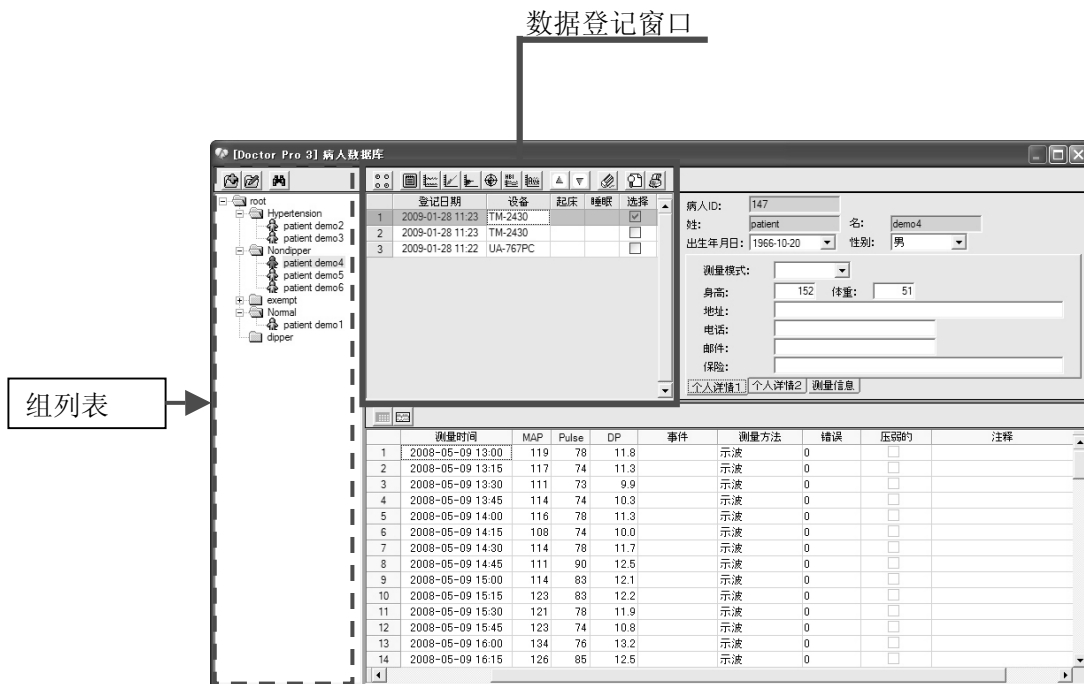 数据登记窗口
[Doctor Pro 3] 病人数据库
登记日期 设备 起床 睡眠 选择
1 2009-01-28 11:23 TM-2430
2 2009-01-28 11:23 TM-2430
3 2009-01-28 11:22 UA-767PC
root
Hypertension
patient demo2
patient demo3
Nondipper
patient demo4
patient demo5
patient demo6
exempt
Normal
patient demo1
dipper
病人ID: 147
姓: patient 名: demo4
出生年月日: 1966-10-20 性别: 男
测量模式:
身高: 152 体重: 51
地址:
电话:
邮件:
保险:
个人详情1 个人详情2 测量信息
组列表
测量时间 MAP Pulse DP 事件 测量方法 错误 压弱的 注释
1 2008-05-09 13:00 119 78 11.8 示波 0
2 2008-05-09 13:15 117 74 11.3 示波 0
3 2008-05-09 13:30 111 73 9.9 示波 0
4 2008-05-09 13:45 114 74 10.3 示波 0
5 2008-05-09 14:00 116 78 11.3 示波 0
6 2008-05-09 14:15 108 74 10.0 示波 0
7 2008-05-09 14:30 114 78 11.7 示波 0
8 2008-05-09 14:45 111 90 12.5 示波 0
9 2008-05-09 15:00 114 83 12.1 示波 0
10 2008-05-09 15:15 123 83 12.2 示波 0
11 2008-05-09 15:30 121 78 11.9 示波 0
12 2008-05-09 15:45 123 74 10.8 示波 0
13 2008-05-09 16:00 134 76 13.2 示波 0
14 2008-05-09 16:15 126 85 12.5 示波 0